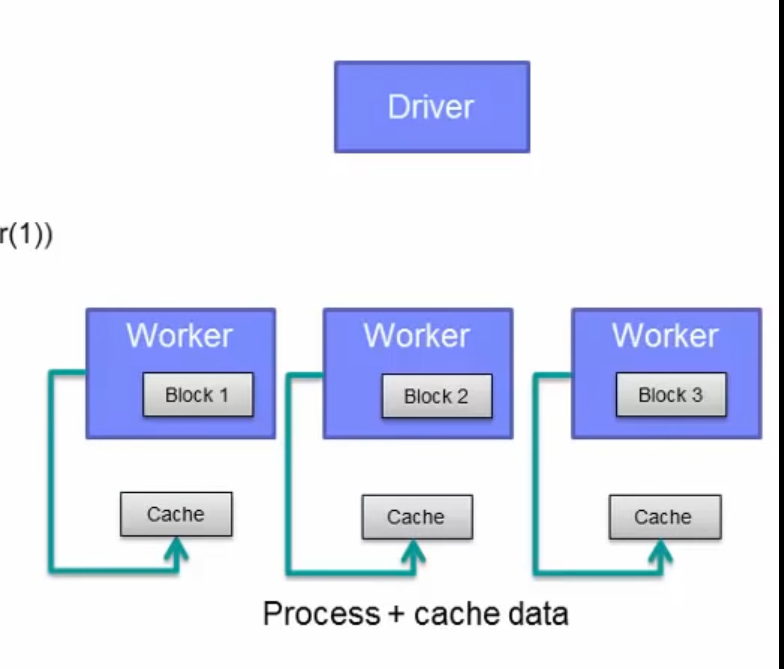 Driver
r(1))
Worker
Block 1
Worker
Block 2
Worker
Block 3
Cache
Cache
Cache
Process + cache data